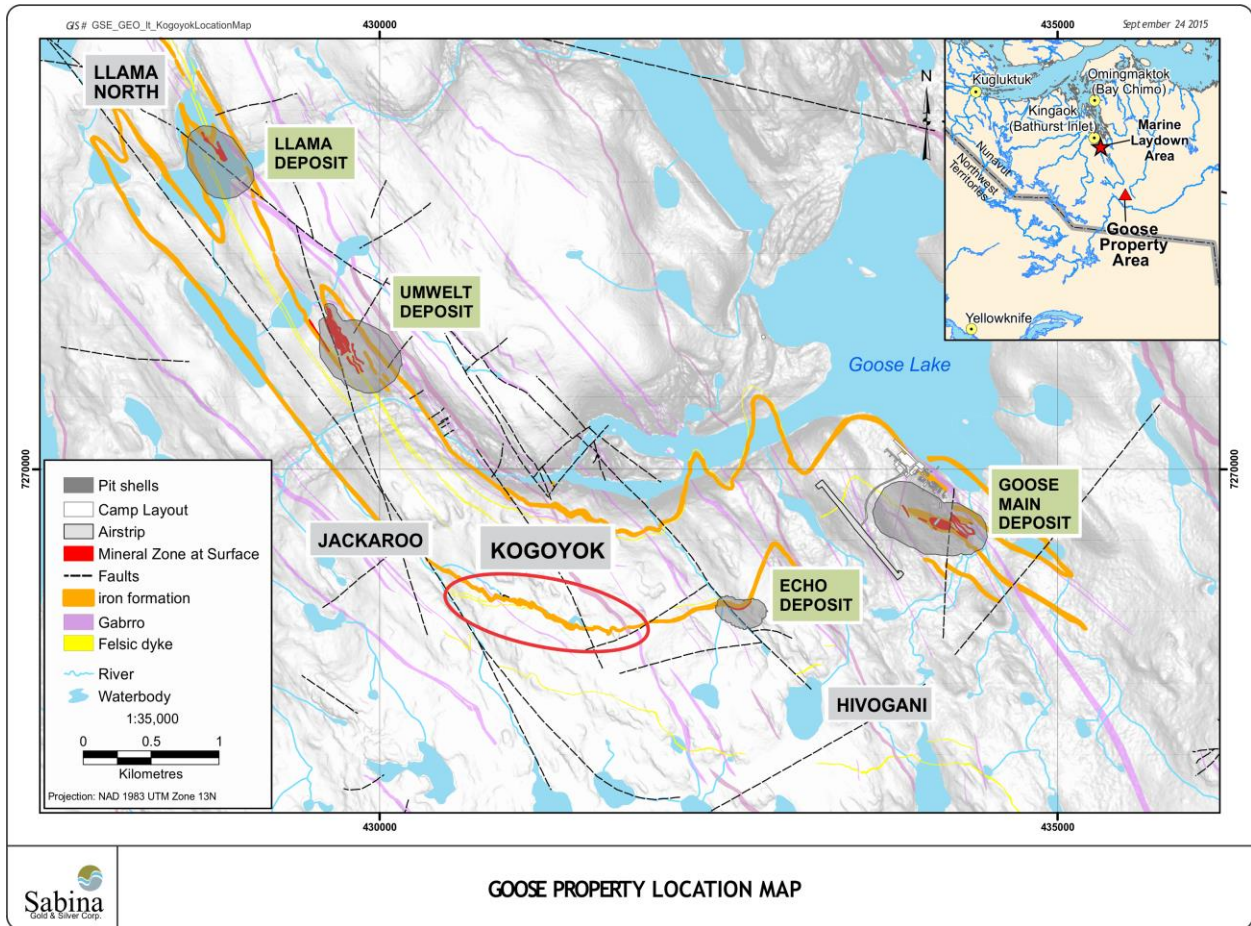 GIS # GSE_GEO_lt_KogoyokLocationMap
430000
435000
September 24 2015
LLAMA
NORTH
LLAMA
DEPOSIT
N
Kugluktuk
Omingmaktok
(Bay Chimo)
Kingaok
(Bathurst Inlet)
Marine
Laydown
Area
Nunavut
Northwest
Territories
Goose
Property
Area
Yellowknife
UMWELT
DEPOSIT
Goose Lake
7270000
7270000
GOOSE
MAIN
DEPOSIT
JACKAROO
KOGOYOK
ECHO
DEPOSIT
HIVOGANI
Pit shells
Camp Layout
Airstrip
Mineral Zone at Surface
Faults
iron formation
Gabrro
Felsic dyke
River
Waterbody
1:35,000
0 0.5 1
Kilometres
Projection: NAD 1983 UTM Zone 13N
430000
435000
Sabina
Gold & Silver Corp.
GOOSE PROPERTY LOCATION MAP